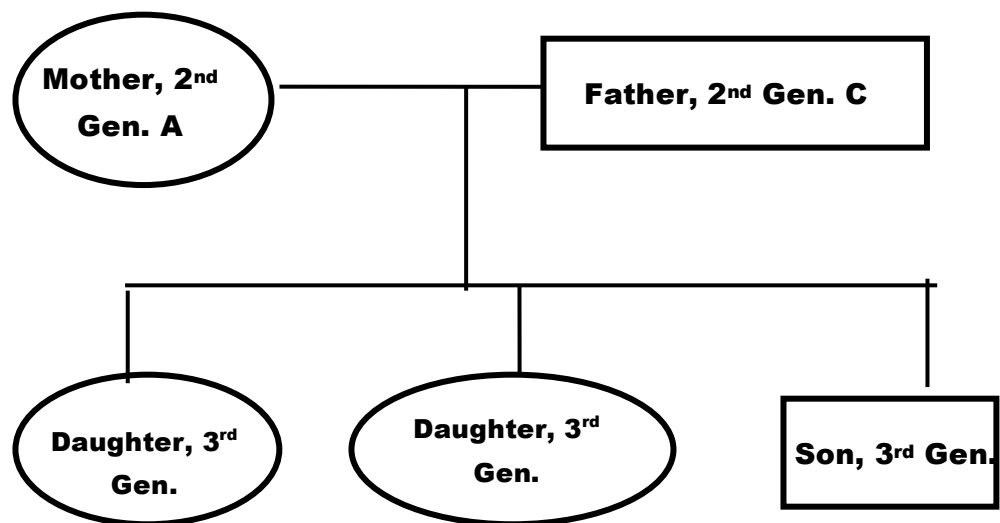 Mother, 2nd
Gen. A
Father, 2nd Gen. C
Daughter, 3rd
Gen.
Daughter, 3rd
Gen.
Son, 3rd Gen.